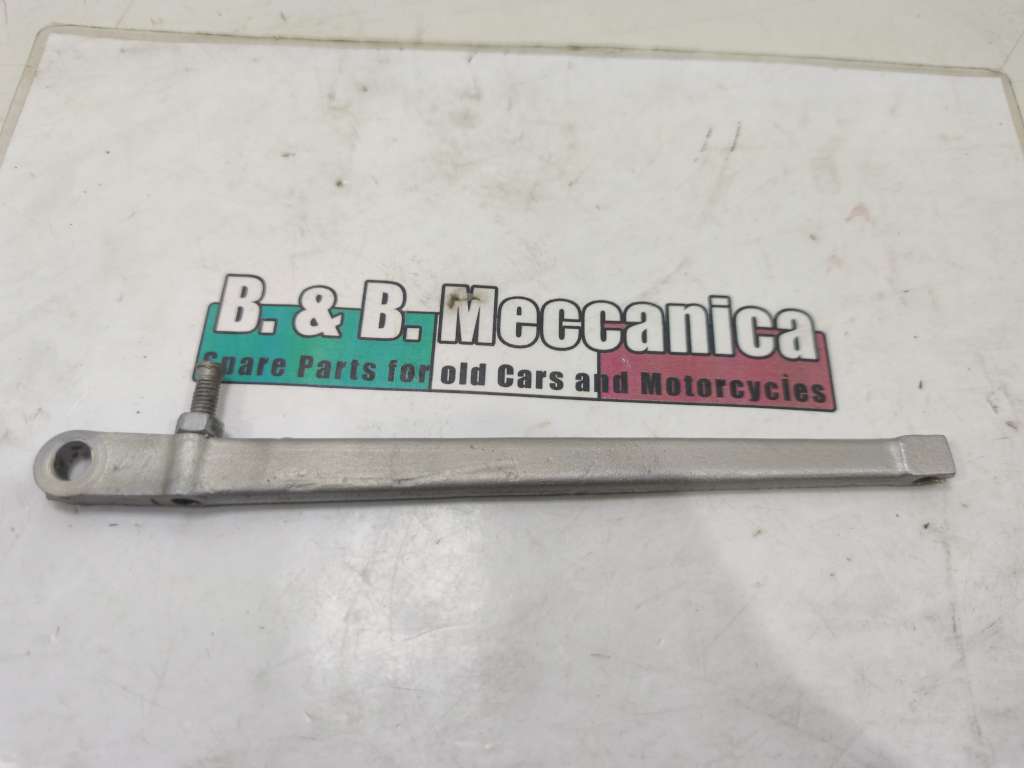 B. & B. Meccanica
Spare Parts for old Cars and Motorcycles